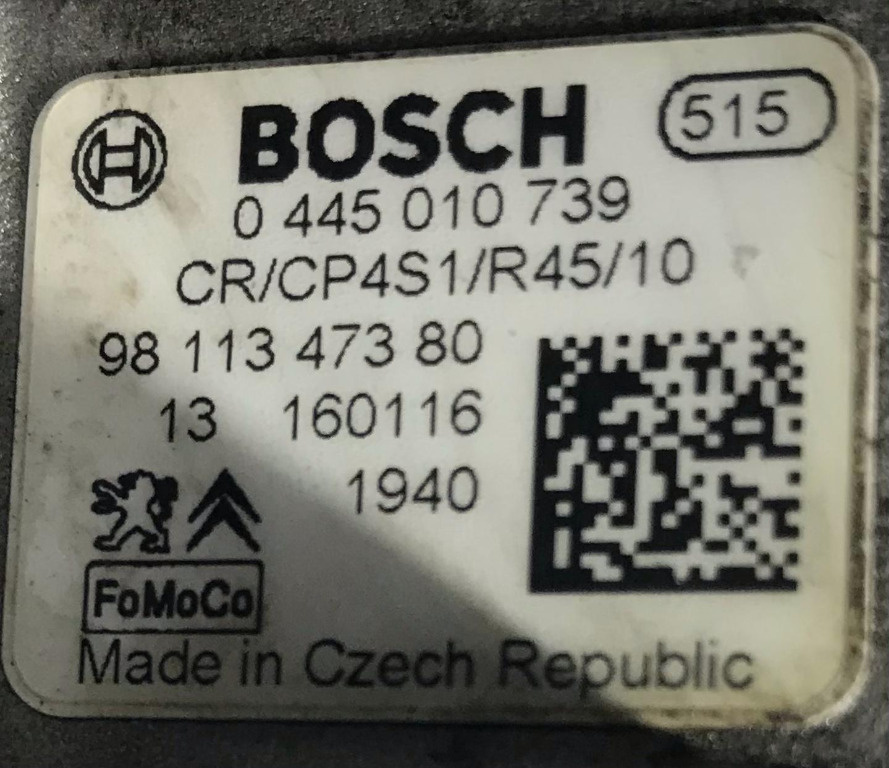 BOSCH 515
0 445 010 739
CR/CP4S1/R45/10
98 113 473 80
13 160116
1940
FoMoCo
Made in Czech Republic